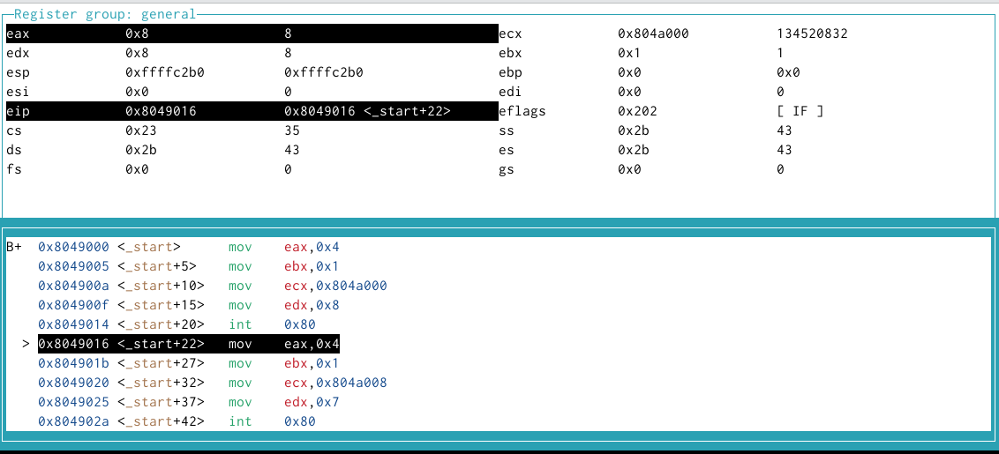 Register group: general
eax 0x8 8 ecx 0x804a000 134520832
edx 0x8 8 ebx 0x1 1
esp 0xffffc2b0 0xffffc2b0 ebp 0x0 0x0
esi 0x0 0 edi 0x0 0
eip 0x8049016 0x8049016 <_start+22> eflags 0x202 [ IF ]
cs 0x23 35 ss 0x2b 43
ds 0x2b 43 es 0x2b 43
fs 0x0 0 gs 0x0 0
B+ 0x8049000 <_start> mov eax,0x4
0x8049005 <_start+5> mov ebx,0x1
0x804900a <_start+10> mov ecx,0x804a000
0x804900f <_start+15> mov edx,0x8
0x8049014 <_start+20> int 0x80
> 0x8049016 <_start+22> mov eax,0x4
0x804901b <_start+27> mov ebx,0x1
0x8049020 <_start+32> mov ecx,0x804a008
0x8049025 <_start+37> mov edx,0x7
0x804902a <_start+42> int 0x80